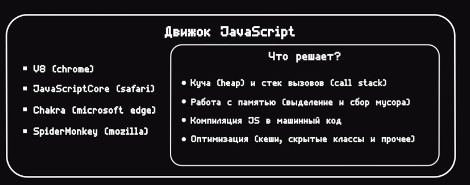 Движок JavaScript
V8 (chrome)
JavaScriptCore (safari)
Chakra (microsoft edge)
SpiderMonkey (mozilla)
Что решает?
Куча (heap) и стек вызовов (call stack)
Работа с памятью (выделение и сбор мусора)
Компиляция JS в машинный код
Оптимизация (кеши, скрытые классы и прочее)